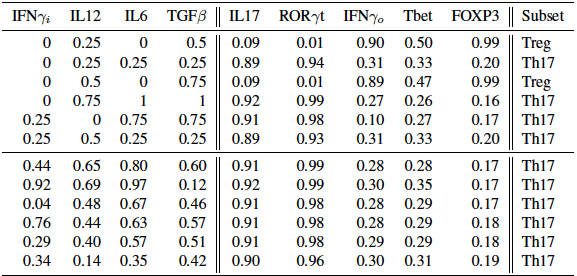 IFNγi IL12 IL6 TGFβ IL17 RORγt IFNγo Tbet FOXP3 Subset
0 0.25 0 0.5 0.09 0.01 0.90 0.50 0.99 Treg
0 0.25 0.25 0.25 0.89 0.94 0.31 0.33 0.20 Th17
0 0.5 0 0.75 0.09 0.01 0.89 0.47 0.99 Treg
0 0.75 1 1 0.92 0.99 0.27 0.26 0.16 Th17
0.25 0 0.75 0.75 0.91 0.98 0.10 0.27 0.17 Th17
0.25 0.5 0.25 0.25 0.89 0.93 0.31 0.33 0.20 Th17
0.44 0.65 0.80 0.60 0.91 0.99 0.28 0.28 0.17 Th17
0.92 0.69 0.97 0.12 0.92 0.99 0.30 0.35 0.17 Th17
0.04 0.48 0.67 0.46 0.91 0.98 0.28 0.29 0.17 Th17
0.76 0.44 0.63 0.57 0.91 0.98 0.28 0.29 0.18 Th17
0.29 0.40 0.57 0.51 0.91 0.98 0.29 0.29 0.18 Th17
0.34 0.14 0.35 0.42 0.90 0.96 0.30 0.31 0.19 Th17